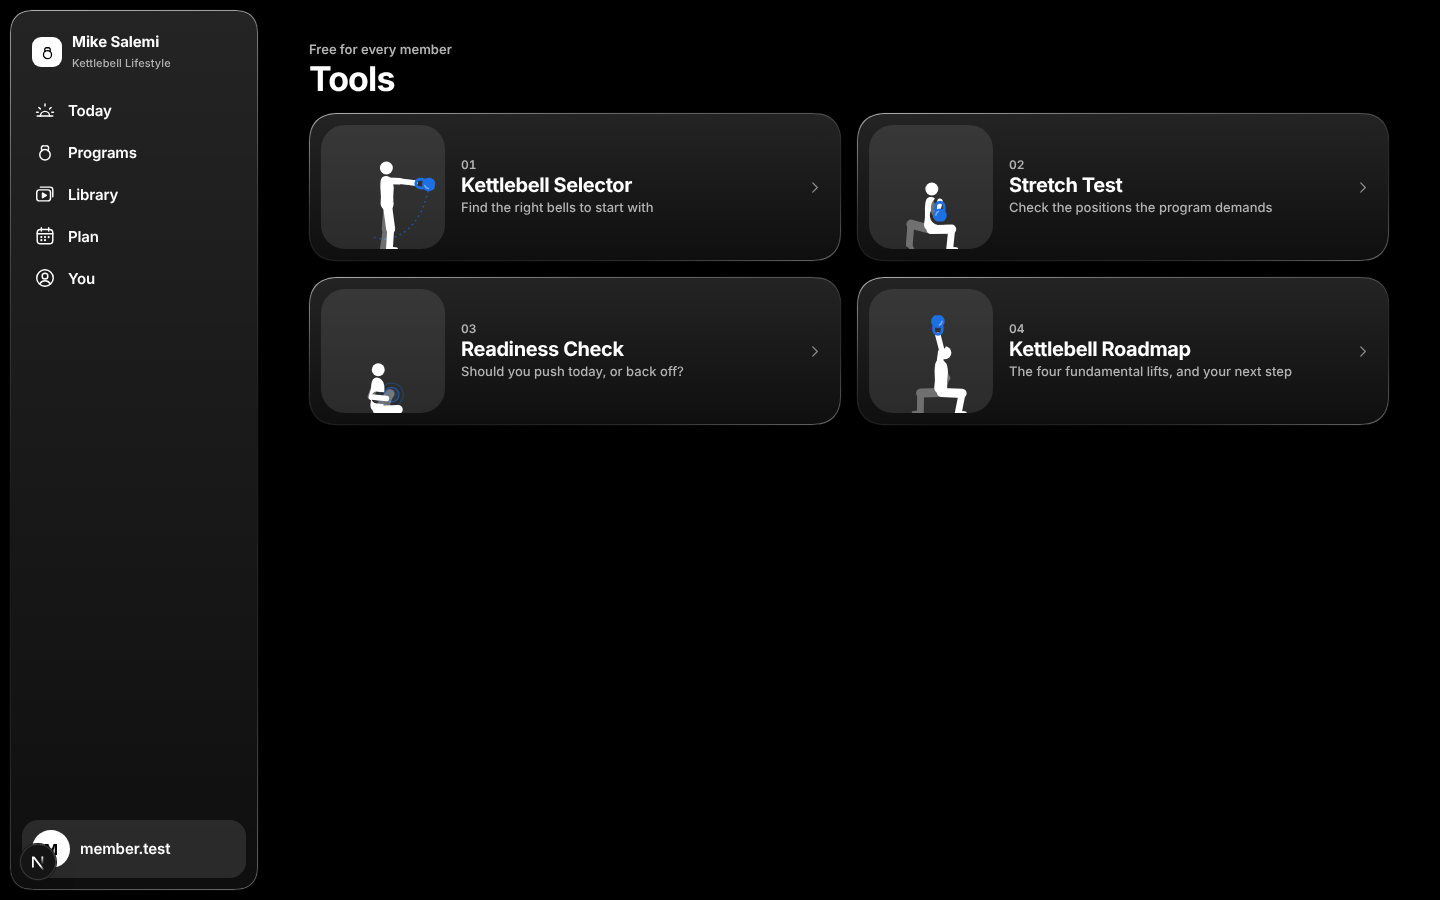 Mike Salemi
Kettlebell Lifestyle
Today
Programs
Library
Plan
You
member.test
Free for every member
Tools
01
Kettlebell Selector
Find the right bells to start with
02
Stretch Test
Check the positions the program demands
03
Readiness Check
Should you push today, or back off?
04
Kettlebell Roadmap
The four fundamental lifts, and your next step